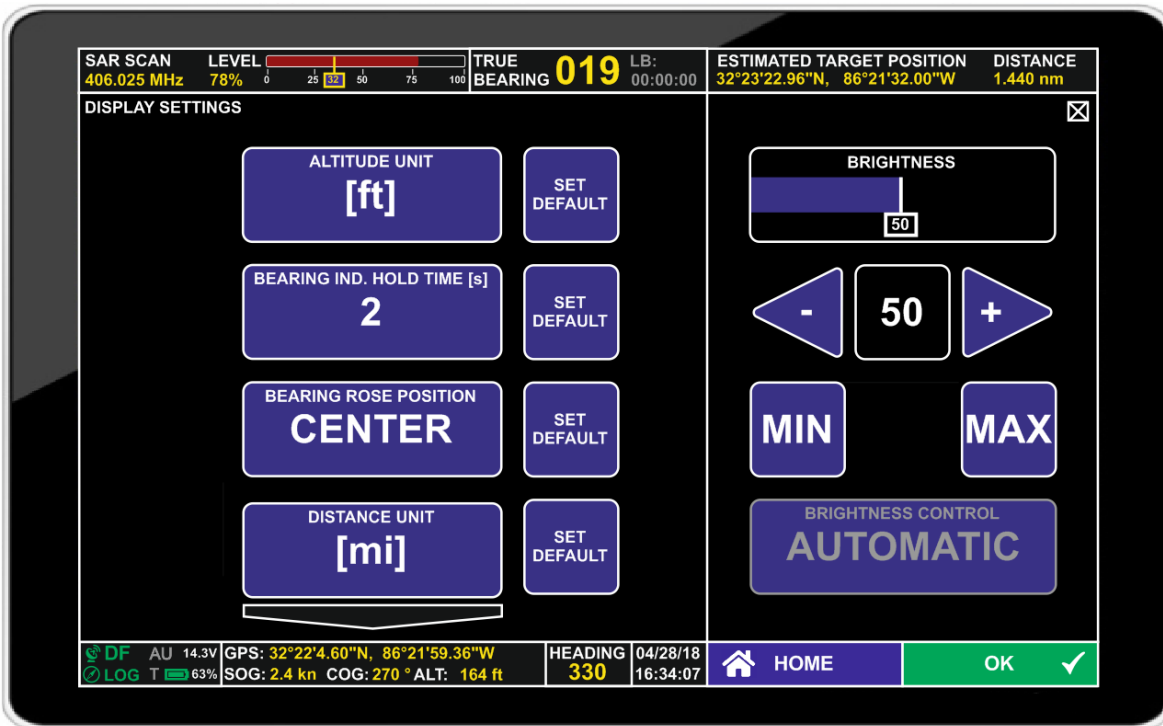 SAR SCAN LEVEL
406.025 MHz 78%
0 25 32 50 75 100
TRUE
BEARING 019
LB:
00:00:00
ESTIMATED TARGET POSITION DISTANCE
32°23'22.96"N, 86°21'32.00"W 1.440 nm
DISPLAY SETTINGS
ALTITUDE UNIT
[ft]
SET
DEFAULT
BEARING IND. HOLD TIME [s]
2
SET
DEFAULT
BEARING ROSE POSITION
CENTER
SET
DEFAULT
DISTANCE UNIT
[mi]
SET
DEFAULT
BRIGHTNESS
50
- 50 +
MIN MAX
BRIGHTNESS CONTROL
AUTOMATIC
DF AU 14.3V
LOG T 63%
GPS: 32°22'4.60"N, 86°21'59.36"W
SOG: 2.4 kn COG: 270 ° ALT: 164 ft
HEADING
330
04/28/18
16:34:07
HOME
OK